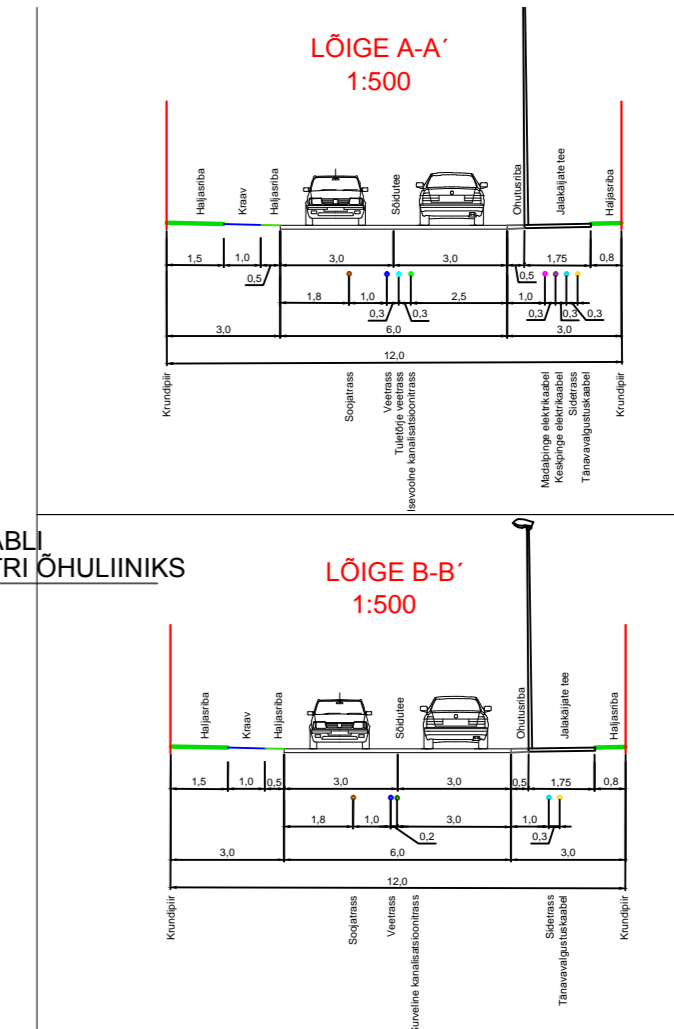 LÕIGE A-A´
1:500
Haljasriba
Kraav
Haljasriba
Sõidutee
Ohutusriba
Jalakäijate tee
Haljasriba
1,5
1,0
0,5
3,0
3,0
0,5
1,75
0,8
1,8
1,0
0,3
0,3
2,5
1,0
0,3
0,3
0,3
3,0
6,0
3,0
12,0
Krundipiir
Soojatrass
Veetrass
Tuletõrje veetrass
Isevoolne kanalisatsioonitrass
Madalpinge elektrikaabel
Keskpinge elektrikaabel
Sidetrass
Tänavavalgustuskaabel
Krundipiir
ABLI
TRI ÕHULIINIKS
LÕIGE B-B´
1:500
Haljasriba
Kraav
Haljasriba
Sõidutee
Ohutusriba
Jalakäijate tee
Haljasriba
1,5
1,0
0,5
3,0
3,0
0,5
1,75
0,8
1,8
1,0
0,2
3,0
1,0
0,3
3,0
6,0
3,0
12,0
Krundipiir
Soojatrass
Veetrass
Surveline kanalisatsioonitrass
Sidetrass
Tänavavalgustuskaabel
Krundipiir